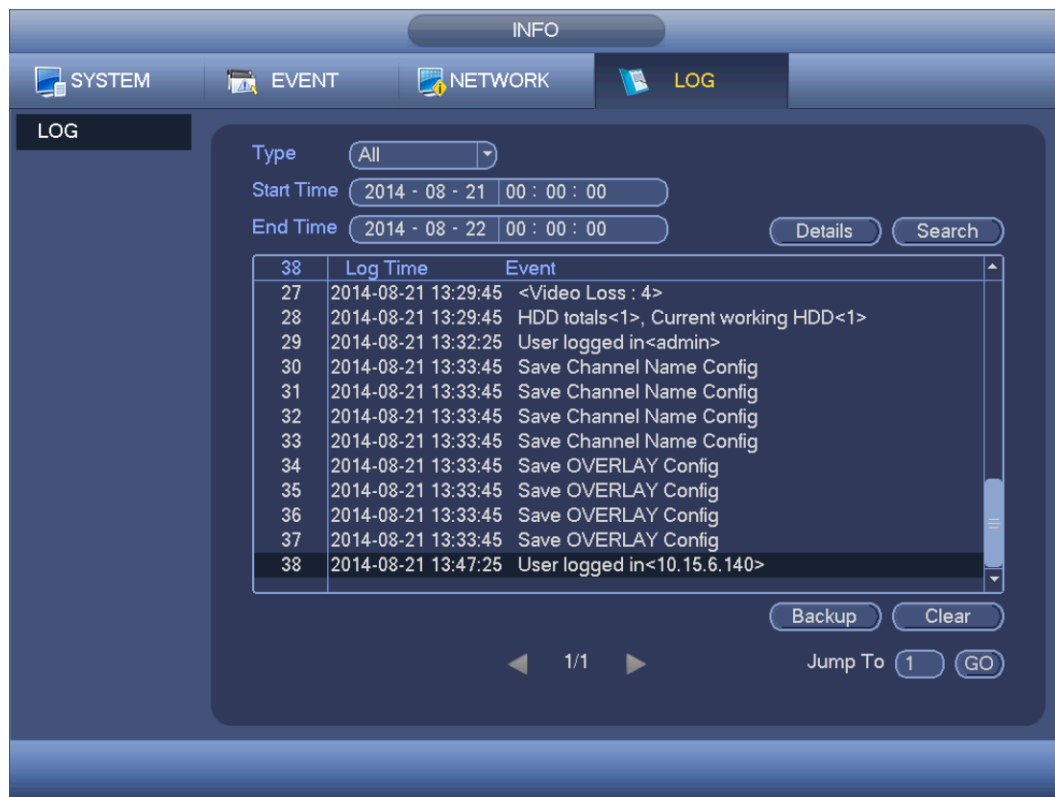 INFO
SYSTEM EVENT NETWORK LOG
LOG
Type All
Start Time 2014 - 08 - 21 00 : 00 : 00
End Time 2014 - 08 - 22 00 : 00 : 00 Details Search
38 Log Time Event
27 2014-08-21 13:29:45 <Video Loss : 4>
28 2014-08-21 13:29:45 HDD totals<1>, Current working HDD<1>
29 2014-08-21 13:32:25 User logged in<admin>
30 2014-08-21 13:33:45 Save Channel Name Config
31 2014-08-21 13:33:45 Save Channel Name Config
32 2014-08-21 13:33:45 Save Channel Name Config
33 2014-08-21 13:33:45 Save Channel Name Config
34 2014-08-21 13:33:45 Save OVERLAY Config
35 2014-08-21 13:33:45 Save OVERLAY Config
36 2014-08-21 13:33:45 Save OVERLAY Config
37 2014-08-21 13:33:45 Save OVERLAY Config
38 2014-08-21 13:47:25 User logged in<10.15.6.140>
Backup Clear
1/1 Jump To 1 GO